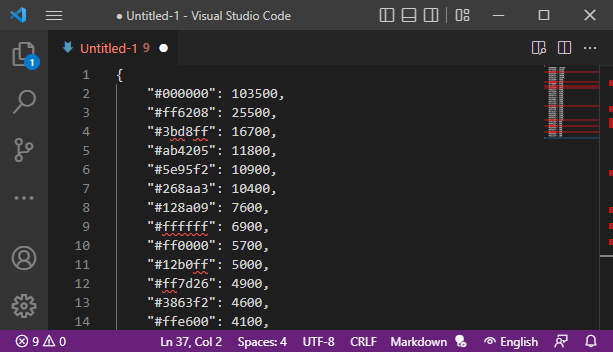 ● Untitled-1 - Visual Studio Code
Untitled-1 9 ●
1 {
2 "#000000": 103500,
3 "#ff6208": 25500,
4 "#3bd8ff": 16700,
5 "#ab4205": 11800,
6 "#5e95f2": 10900,
7 "#268aa3": 10400,
8 "#128a09": 7600,
9 "#ffffff": 6900,
10 "#ff0000": 5700,
11 "#12b0ff": 5000,
12 "#ff7d26": 4900,
13 "#3863f2": 4600,
14 "#ffe600": 4100,
1
9 0 Ln 37, Col 2 Spaces: 4 UTF-8 CRLF Markdown English